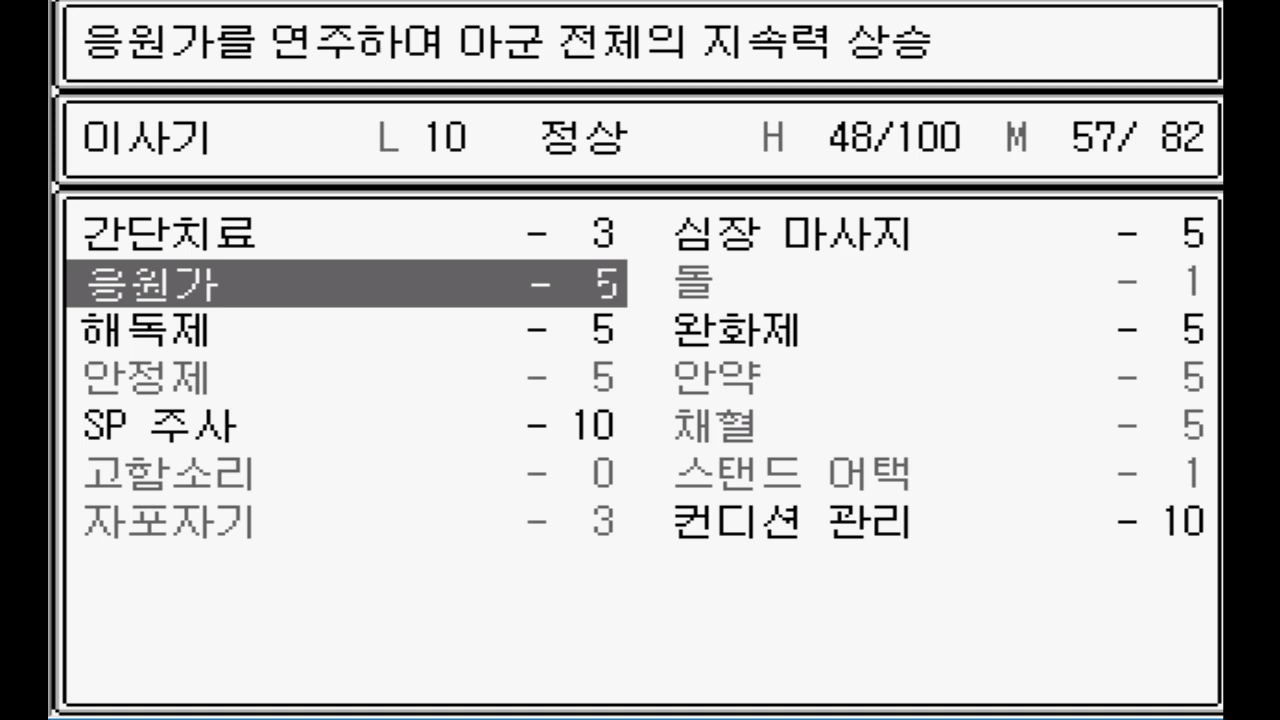 응원가를 연주하며 아군 전체의 지속력 상승
이사기 L 10 정상 H 48/100 M 57/ 82
간단치료 - 3 심장 마사지 - 5
응원가 - 5 돌 - 1
해독제 - 5 완화제 - 5
안정제 - 5 안약 - 5
SP 주사 - 10 채혈 - 5
고함소리 - 0 스탠드 어택 - 1
자포자기 - 3 컨디션 관리 - 10